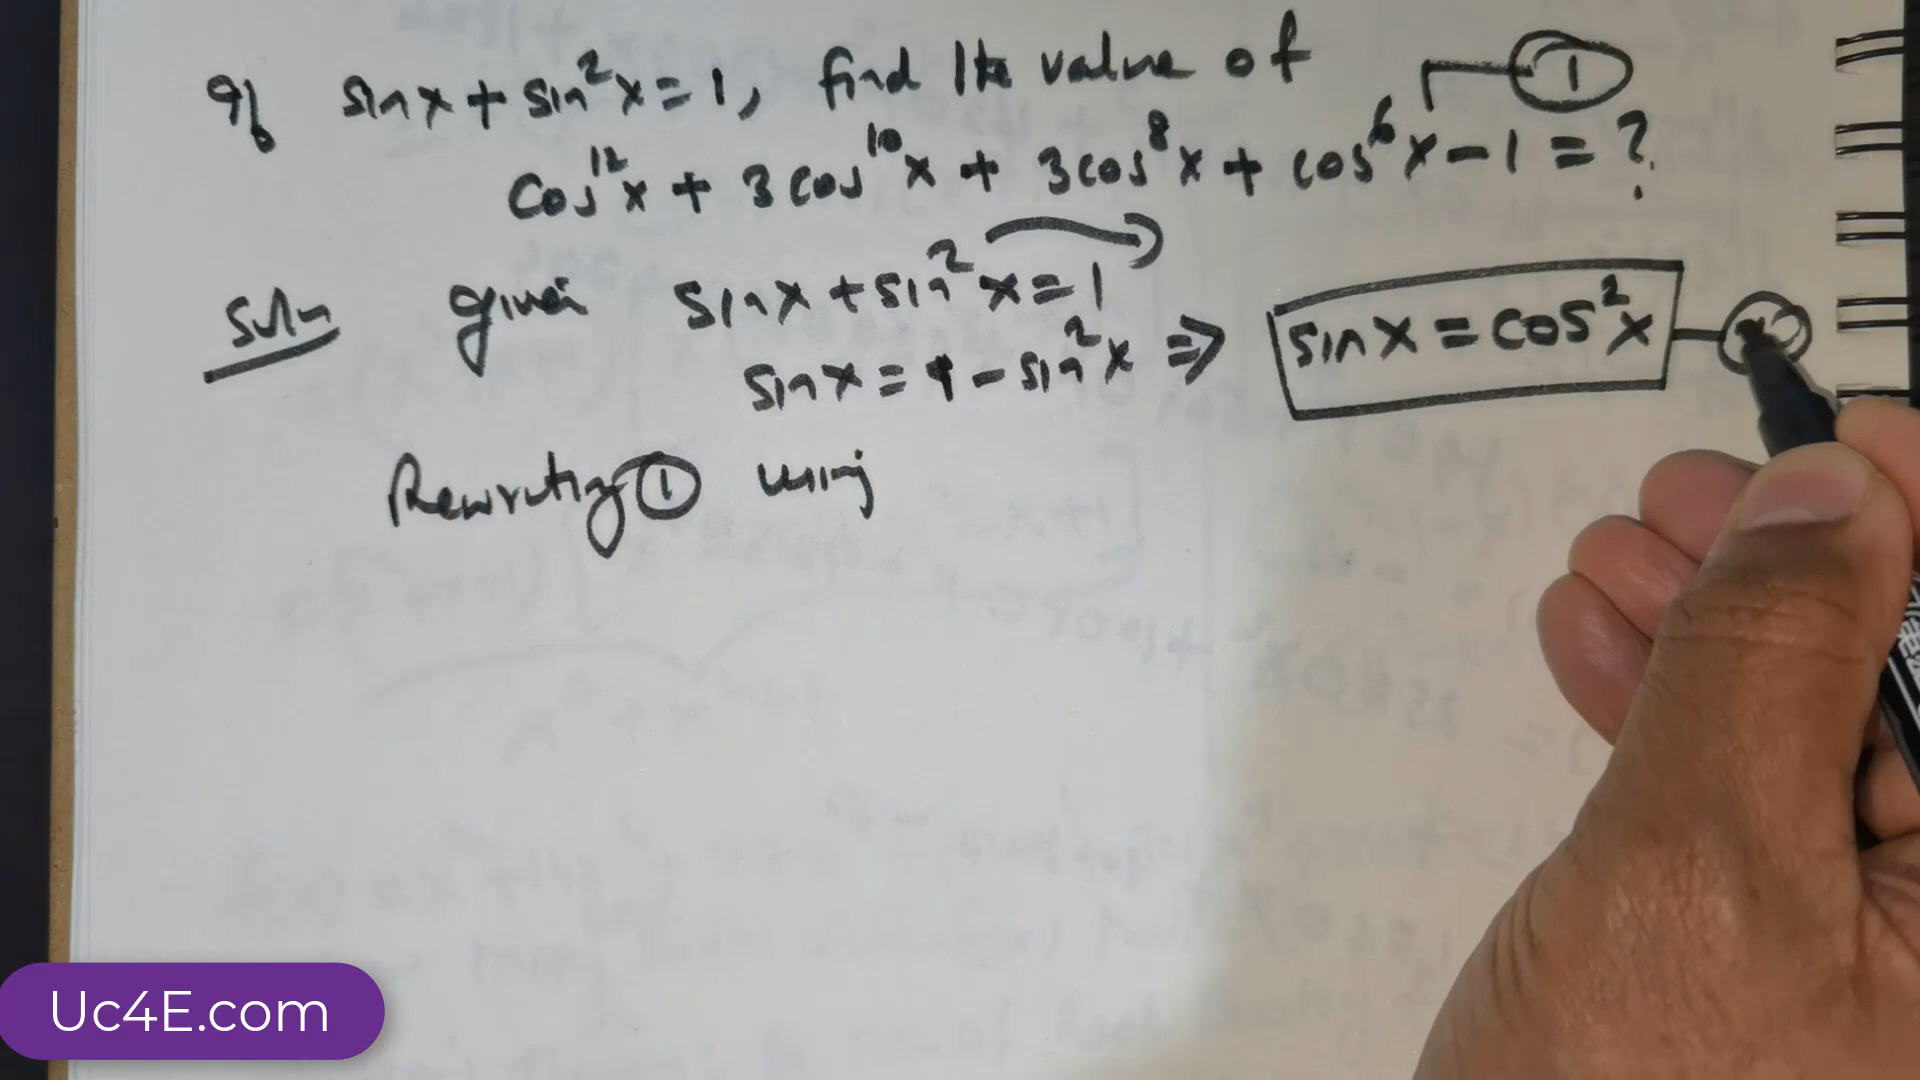 If sinx + sin²x = 1, find the value of
①
cos¹²x + 3cos¹⁰x + 3cos⁸x + cos⁶x - 1 = ?
Soln given sinx + sin²x = 1
sinx = 1 - sin²x ⇒ sinx = cos²x
Rewriting ① using
Uc4E.com